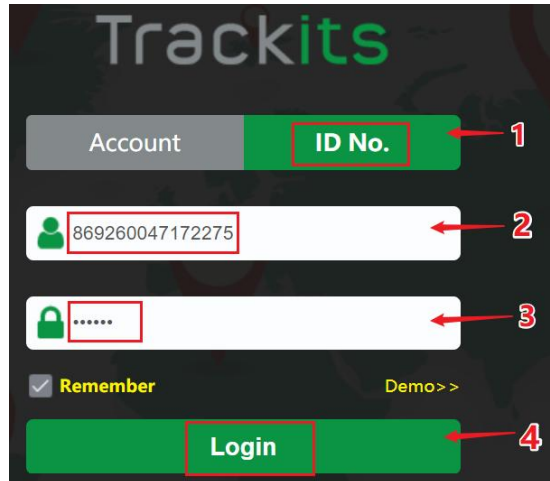 Trackits
Account ID No. 1
869260047172275 2
•••••• 3
Remember Demo>>
Login 4